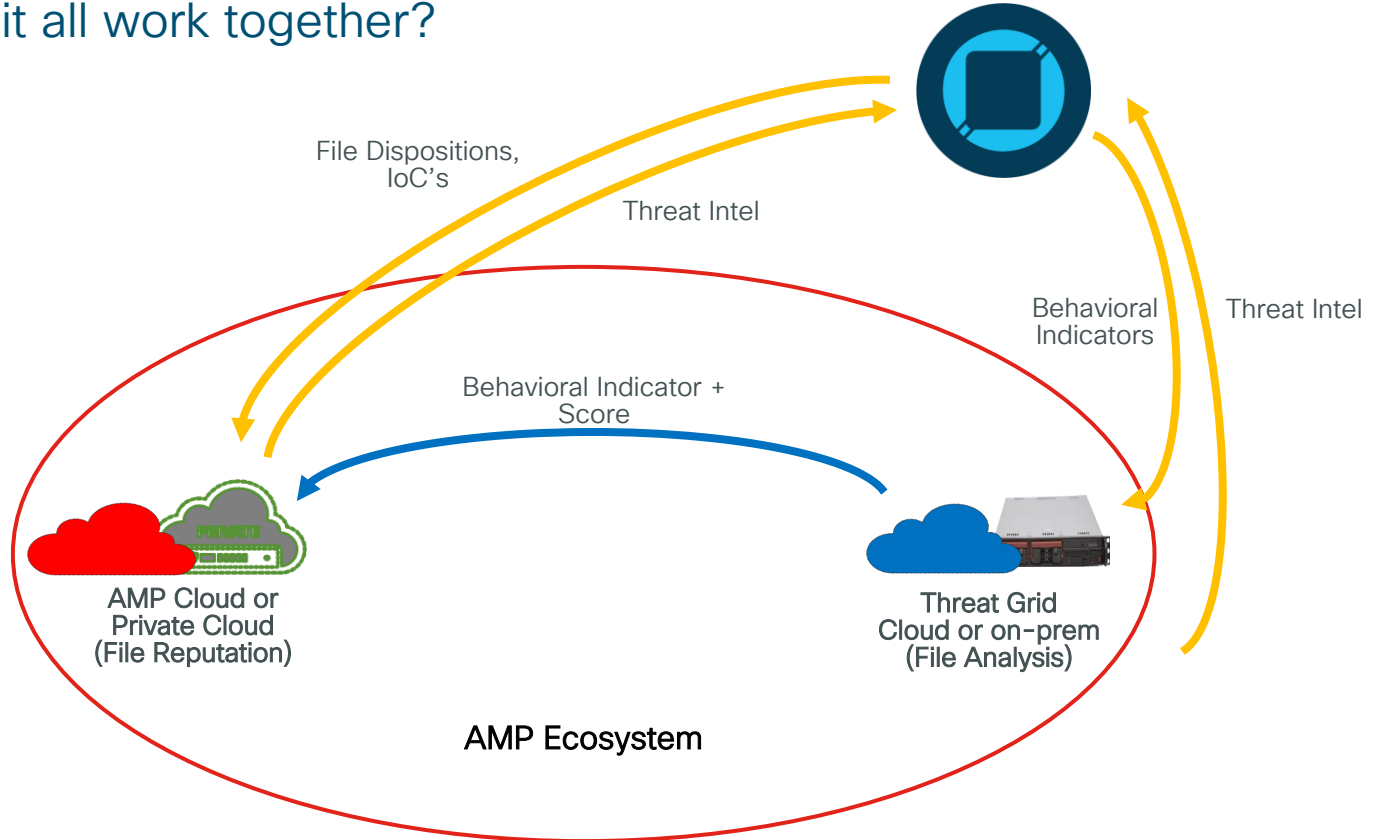 it all work together?
File Dispositions,
IoC's
Threat Intel
Behavioral
Indicators
Threat Intel
Behavioral Indicator +
Score
AMP Cloud or
Private Cloud
(File Reputation)
Threat Grid
Cloud or on-prem
(File Analysis)
AMP Ecosystem